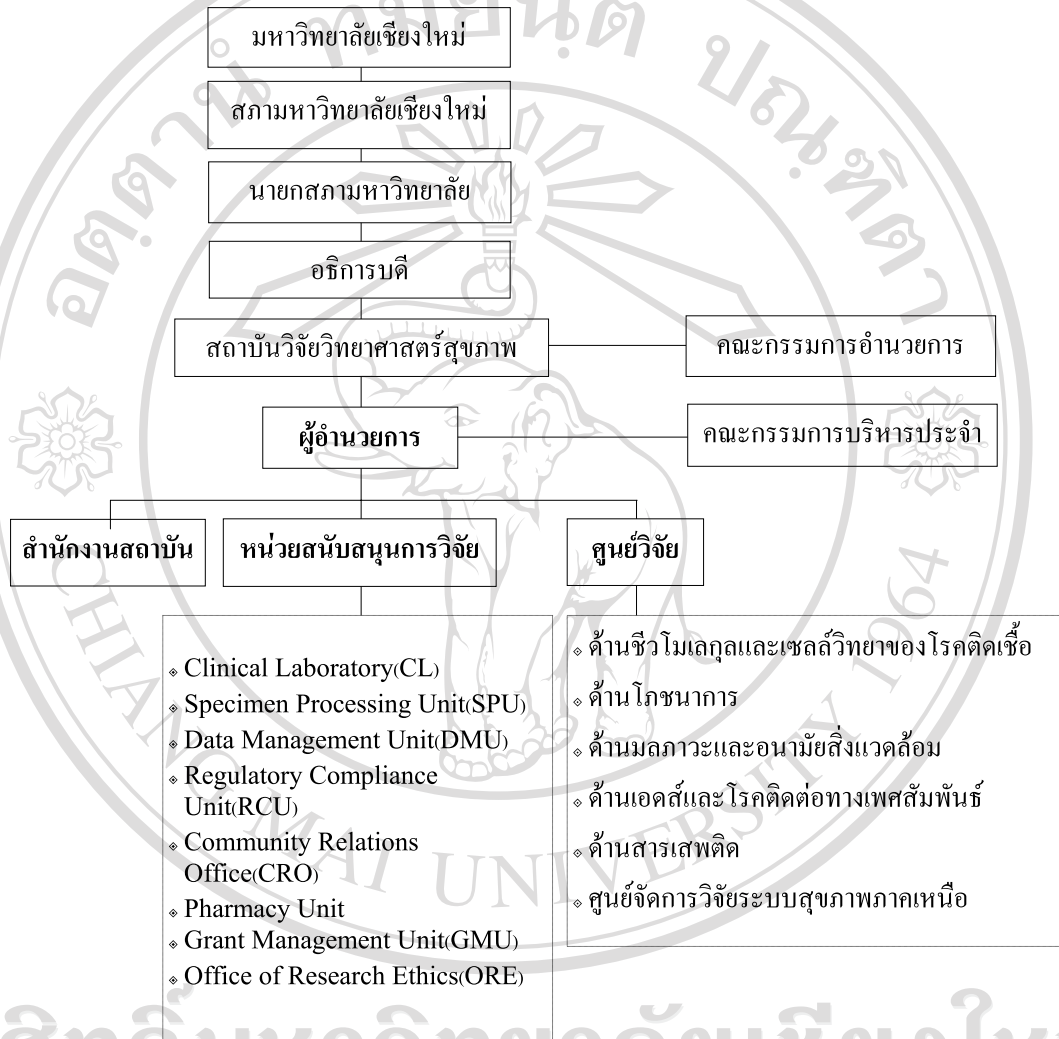 มหาวิทยาลัยเชียงใหม่
สภามหาวิทยาลัยเชียงใหม่
นายกสภามหาวิทยาลัย
อธิการบดี
สถาบันวิจัยวิทยาศาสตร์สุขภาพ
คณะกรรมการอำนวยการ
ผู้อำนวยการ
คณะกรรมการบริหารประจำ
สำนักงานสถาบัน
หน่วยสนับสนุนการวิจัย
ศูนย์วิจัย
Clinical Laboratory(CL)
Specimen Processing Unit(SPU)
Data Management Unit(DMU)
Regulatory Compliance
Unit(RCU)
Community Relations
Office(CRO)
Pharmacy Unit
Grant Management Unit(GMU)
Office of Research Ethics(ORE)
ด้านชีวโมเลกุลและเซลล์วิทยาของโรคติดเชื้อ
ด้านโภชนาการ
ด้านมลภาวะและอนามัยสิ่งแวดล้อม
ด้านเอดส์และโรคติดต่อทางเพศสัมพันธ์
ด้านสารเสพติด
ศูนย์จัดการวิจัยระบบสุขภาพภาคเหนือ
CHIANG MAI UNIVERSITY 1964